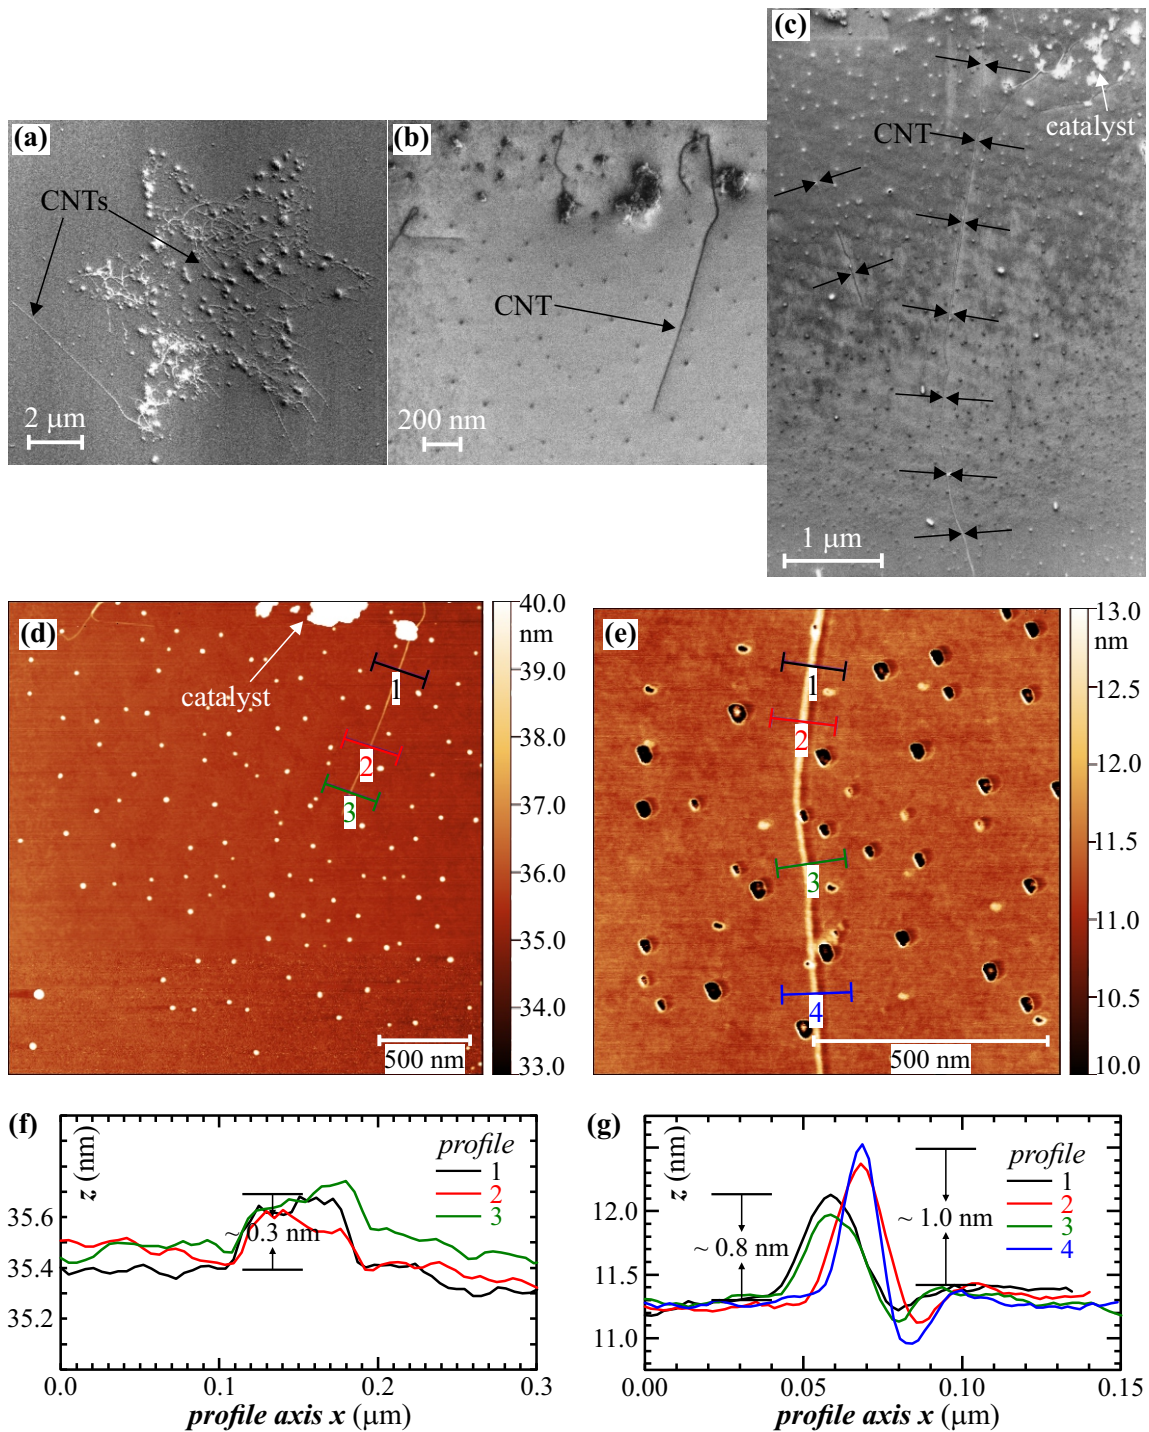 (a)
CNTs
2 μm
(b)
CNT
200 nm
(c)
CNT
catalyst
1 μm
(d)
catalyst
1
2
3
500 nm
40.0
nm
39.0
38.0
37.0
36.0
35.0
34.0
33.0
(e)
1
2
3
4
500 nm
13.0
nm
12.5
12.0
11.5
11.0
10.5
10.0
(f)
z (nm)
profile
1
2
3
~ 0.3 nm
35.6
35.4
35.2
0.0 0.1 0.2 0.3
profile axis x (μm)
(g)
z (nm)
profile
1
2
3
4
~ 0.8 nm
~ 1.0 nm
12.0
11.5
11.0
0.00 0.05 0.10 0.15
profile axis x (μm)